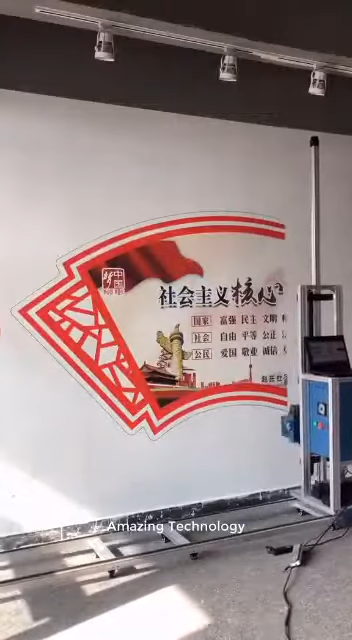 中国
梦
社会主义核心
国家 富强 民主 文明
社会 自由 平等 公正
公民 爱国 敬业 诚信
Amazing Technology